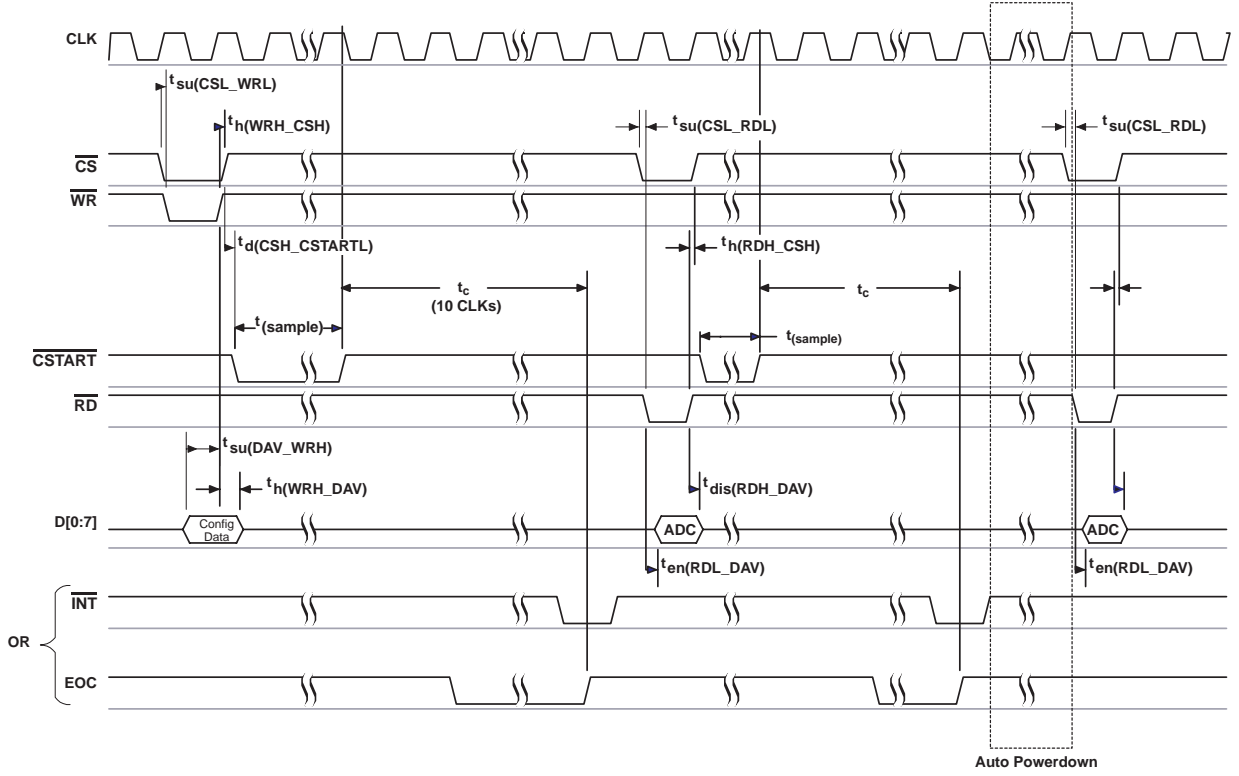 CLK
tsu(CSL_WRL)
th(WRH_CSH)
tsu(CSL_RDL)
tsu(CSL_RDL)
CS
WR
td(CSH_CSTARTL)
th(RDH_CSH)
tc
(10 CLKs)
tc
t(sample)
t(sample)
CSTART
RD
tsu(DAV_WRH)
th(WRH_DAV)
tdis(RDH_DAV)
D[0:7]
Config
Data
ADC
ADC
ten(RDL_DAV)
ten(RDL_DAV)
INT
OR
EOC
Auto Powerdown